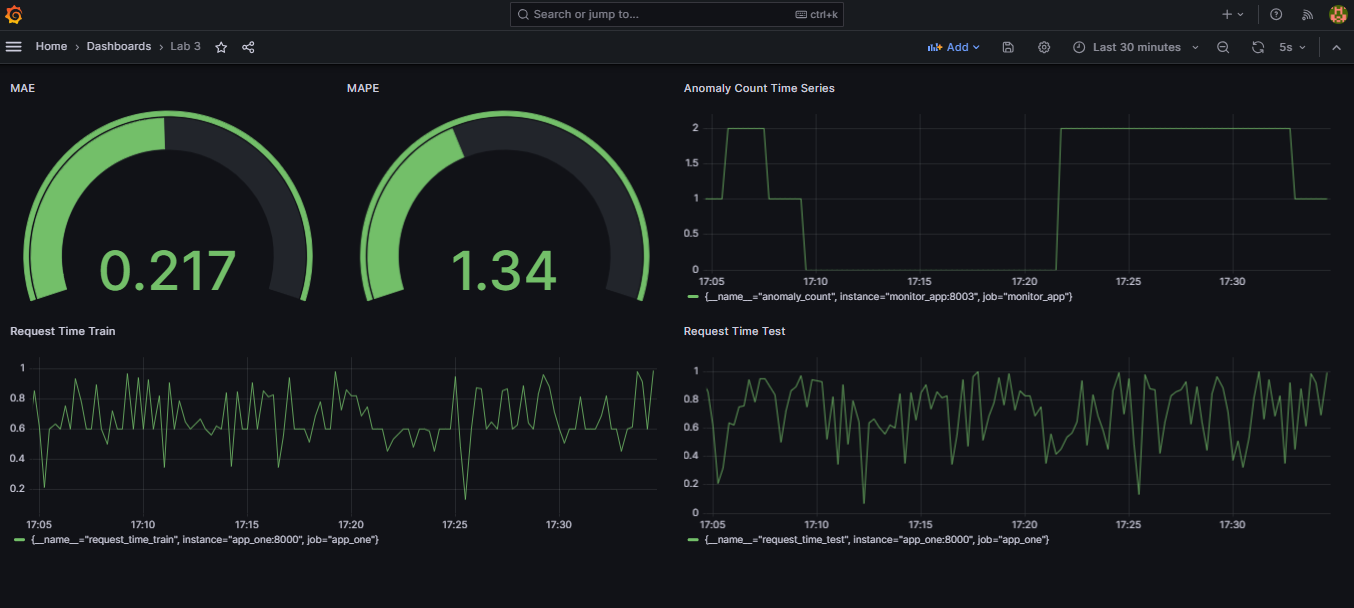 Search or jump to... ctrl+k
Home › Dashboards › Lab 3 Add Last 30 minutes 5s
MAE
0.217
MAPE
1.34
Anomaly Count Time Series
2
1.5
1
0.5
0
17:05 17:10 17:15 17:20 17:25 17:30
{__name__="anomaly_count", instance="monitor_app:8003", job="monitor_app"}
Request Time Train
1
0.8
0.6
0.4
0.2
17:05 17:10 17:15 17:20 17:25 17:30
{__name__="request_time_train", instance="app_one:8000", job="app_one"}
Request Time Test
1
0.8
0.6
0.4
0.2
0
17:05 17:10 17:15 17:20 17:25 17:30
{__name__="request_time_test", instance="app_one:8000", job="app_one"}